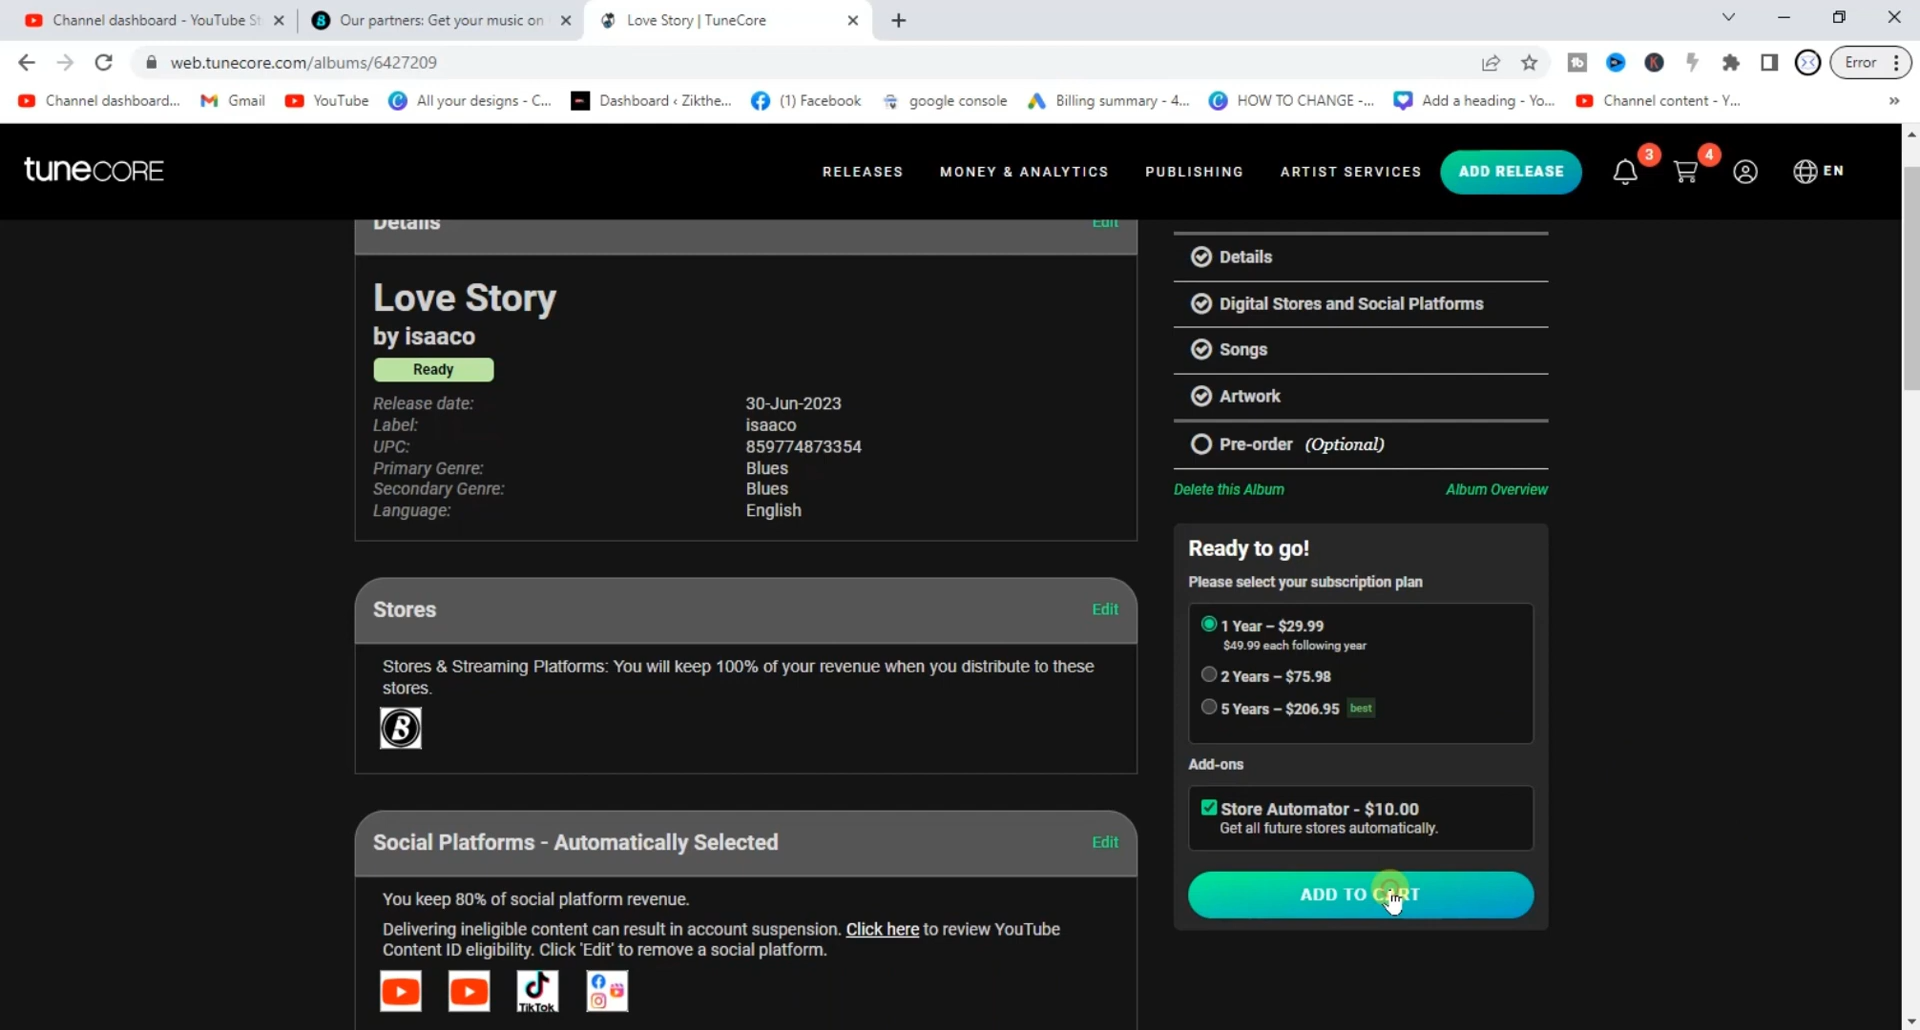 Channel dashboard - YouTube St
Our partners: Get your music on
Love Story | TuneCore
web.tunecore.com/albums/6427209
Error
Channel dashboard...
Gmail
YouTube
All your designs - C...
Dashboard ‹ Zikthe...
(1) Facebook
google console
Billing summary - 4...
HOW TO CHANGE -...
Add a heading - Yo...
Channel content - Y...
tuneCORE
RELEASES
MONEY & ANALYTICS
PUBLISHING
ARTIST SERVICES
ADD RELEASE
3
4
EN
Details
Edit
Love Story
by isaaco
Ready
Release date: 30-Jun-2023
Label: isaaco
UPC: 859774873354
Primary Genre: Blues
Secondary Genre: Blues
Language: English
Stores
Edit
Stores & Streaming Platforms: You will keep 100% of your revenue when you distribute to these
stores.
B
Social Platforms - Automatically Selected
Edit
You keep 80% of social platform revenue.
Delivering ineligible content can result in account suspension. Click here to review YouTube
Content ID eligibility. Click 'Edit' to remove a social platform.
TikTok
Details
Digital Stores and Social Platforms
Songs
Artwork
Pre-order (Optional)
Delete this Album
Album Overview
Ready to go!
Please select your subscription plan
1 Year – $29.99
$49.99 each following year
2 Years – $75.98
5 Years – $206.95 best
Add-ons
Store Automator - $10.00
Get all future stores automatically.
ADD TO CART